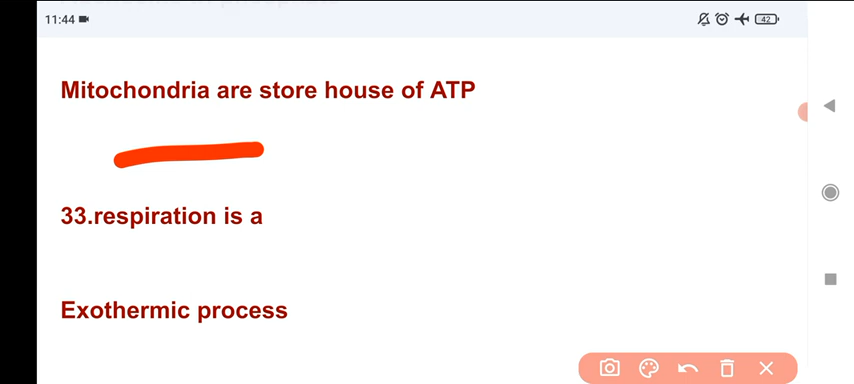 11:44
42
Mitochondria are store house of ATP
33.respiration is a
Exothermic process